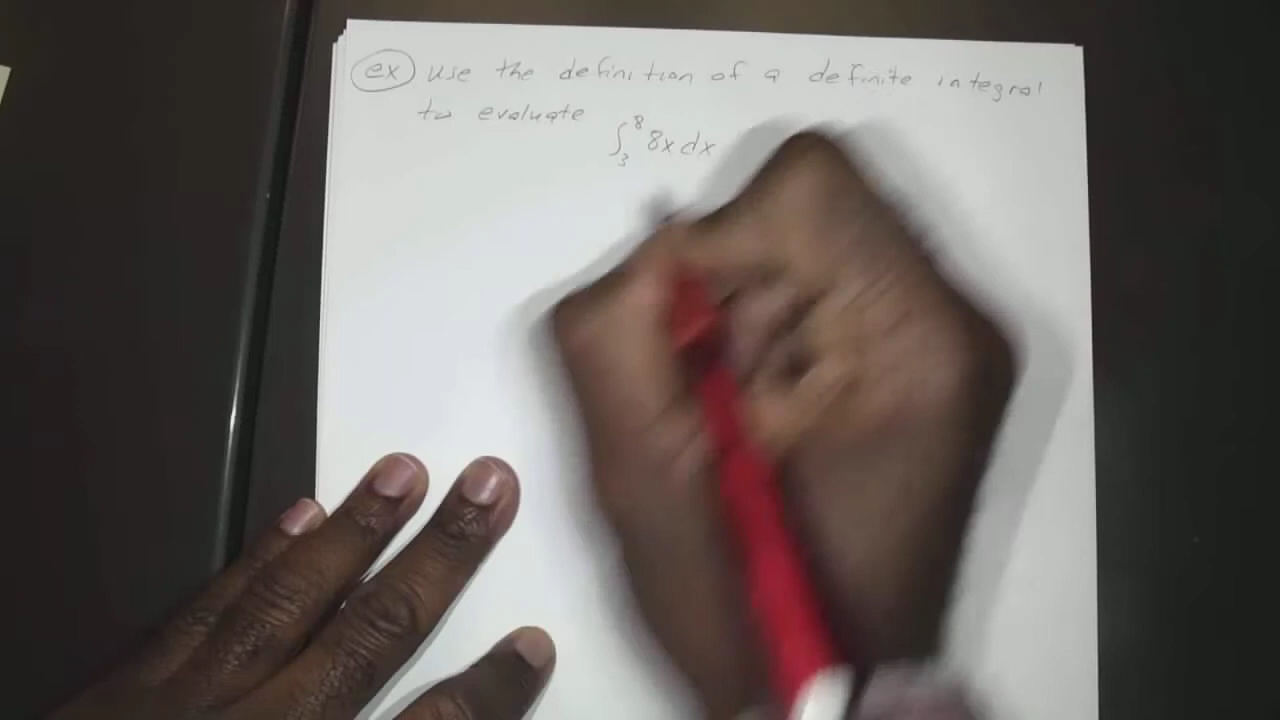 ex use the definition of a definite integral
to evaluate
∫₃⁸ 8x dx